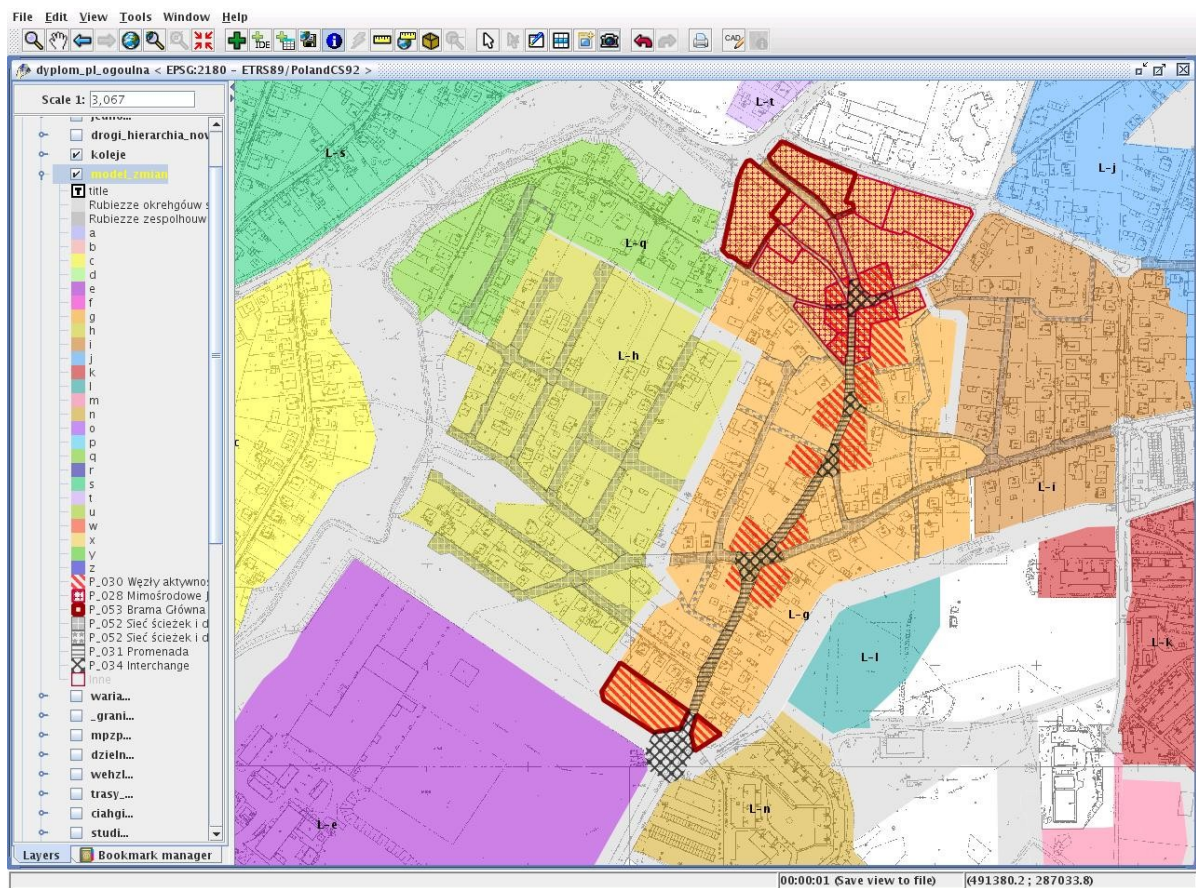 File Edit View Tools Window Help
IDE
CAD
dyplom_pl_ogoulna < EPSG:2180 - ETRS89/PolandCS92 >
Scale 1: 3,067
drogi_hierarchia_nov
koleje
model_zmian
T title
Rubiezze okrehgóuw s
Rubiezze zespolhouw
a
b
c
d
e
f
g
h
i
j
k
l
m
n
o
p
q
r
s
t
u
w
x
y
z
P_030 Węzły aktywnoś
P_028 Mimośrodowe J
P_053 Brama Główna
P_052 Sieć ścieżek i d
P_052 Sieć ścieżek i d
P_031 Promenada
P_034 Interchange
Inne
waria...
_grani...
mpzp...
dzieln...
wehzl...
trasy_...
ciahgi...
studi...
Layers Bookmark manager
L-t
L-s
L-j
L-q
L-h
c
L-i
L-g
L-l
L-k
L-n
L-e
00:00:01 (Save view to file) (491380.2 ; 287033.8)